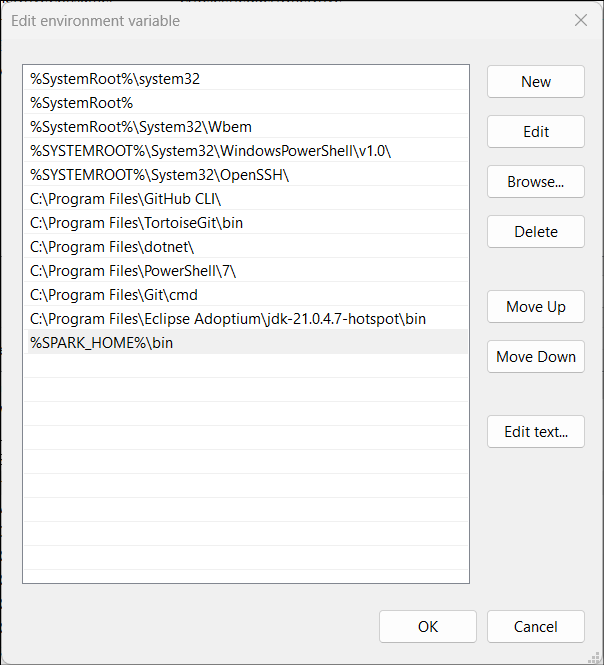 Edit environment variable
%SystemRoot%\system32
%SystemRoot%
%SystemRoot%\System32\Wbem
%SYSTEMROOT%\System32\WindowsPowerShell\v1.0\
%SYSTEMROOT%\System32\OpenSSH\
C:\Program Files\GitHub CLI\
C:\Program Files\TortoiseGit\bin
C:\Program Files\dotnet\
C:\Program Files\PowerShell\7\
C:\Program Files\Git\cmd
C:\Program Files\Eclipse Adoptium\jdk-21.0.4.7-hotspot\bin
%SPARK_HOME%\bin
New
Edit
Browse...
Delete
Move Up
Move Down
Edit text...
OK
Cancel